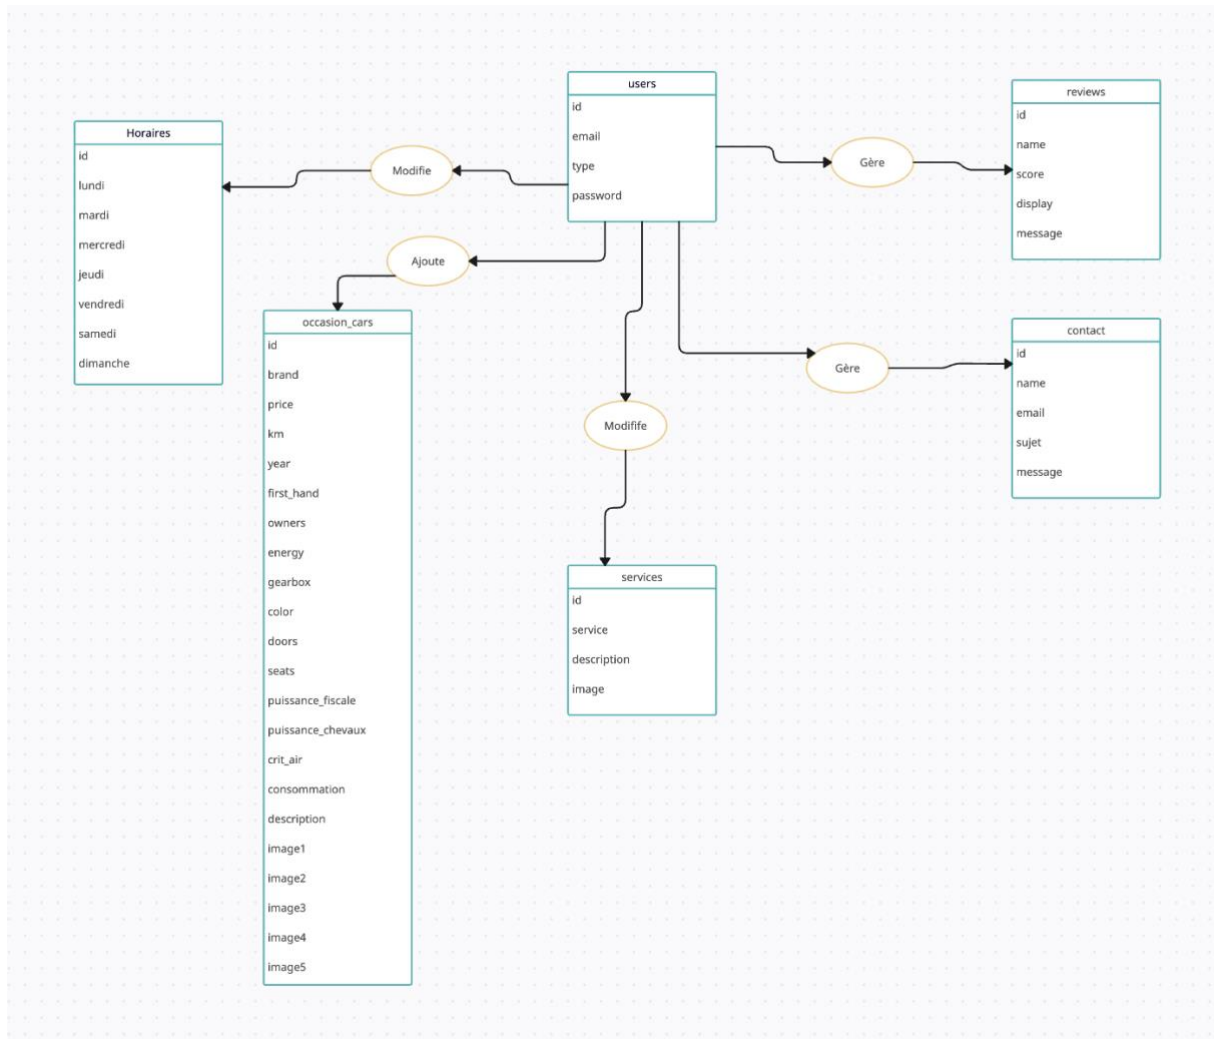 users
id
email
type
password
reviews
id
name
score
display
message
Horaires
id
lundi
mardi
mercredi
jeudi
vendredi
samedi
dimanche
Modifie
Gère
Ajoute
occasion_cars
id
brand
price
km
year
first_hand
owners
energy
gearbox
color
doors
seats
puissance_fiscale
puissance_chevaux
crit_air
consommation
description
image1
image2
image3
image4
image5
contact
id
name
email
sujet
message
Gère
Modifife
services
id
service
description
image